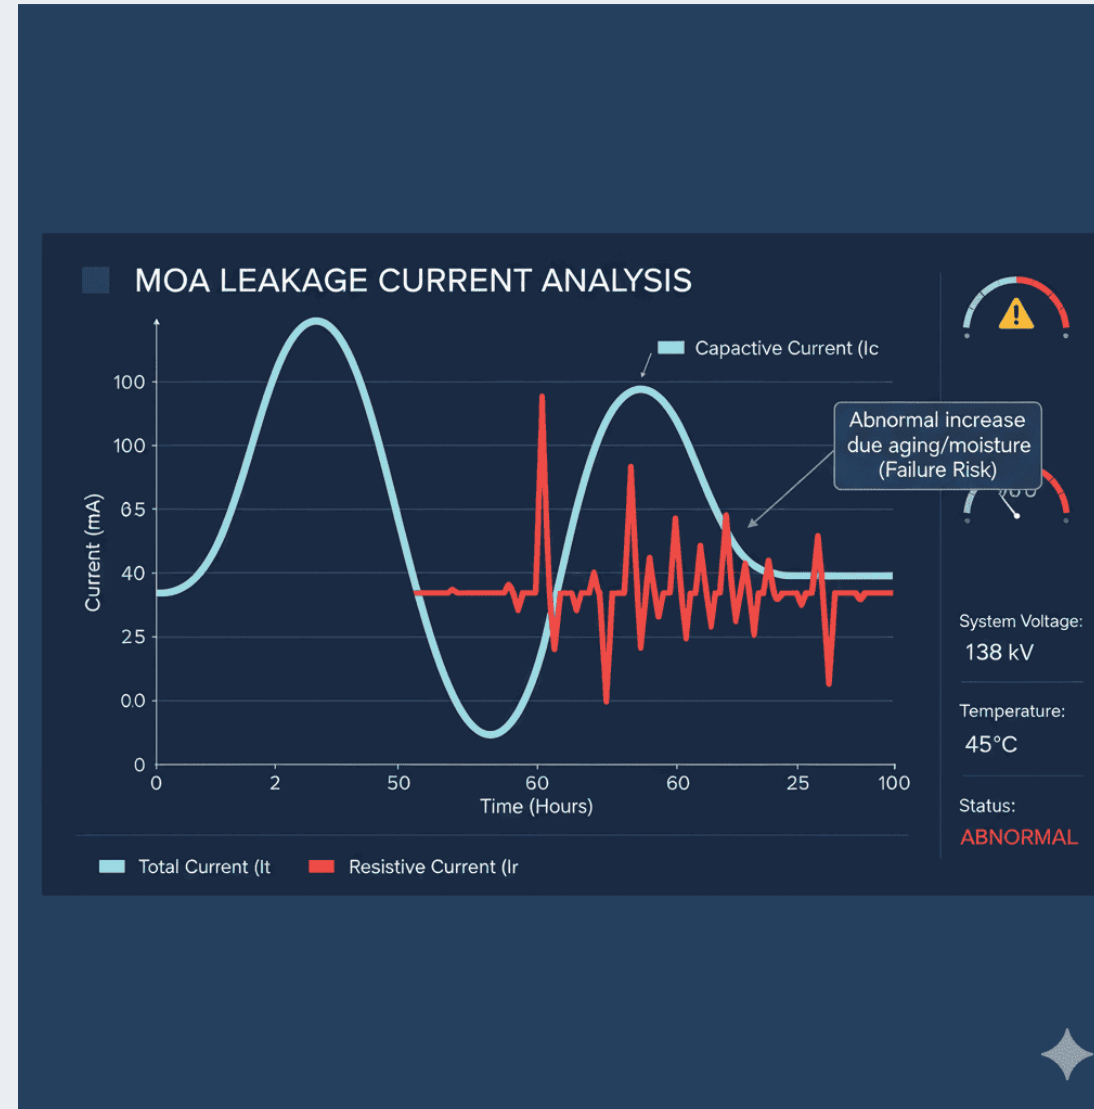 MOA LEAKAGE CURRENT ANALYSIS
Capactive Current (Ic
Abnormal increase
due aging/moisture
(Failure Risk)
Current (mA)
100
100
65
40
25
0.0
0
0
2
50
60
60
25
100
Time (Hours)
Total Current (It
Resistive Current (Ir
System Voltage:
138 kV
Temperature:
45°C
Status:
ABNORMAL